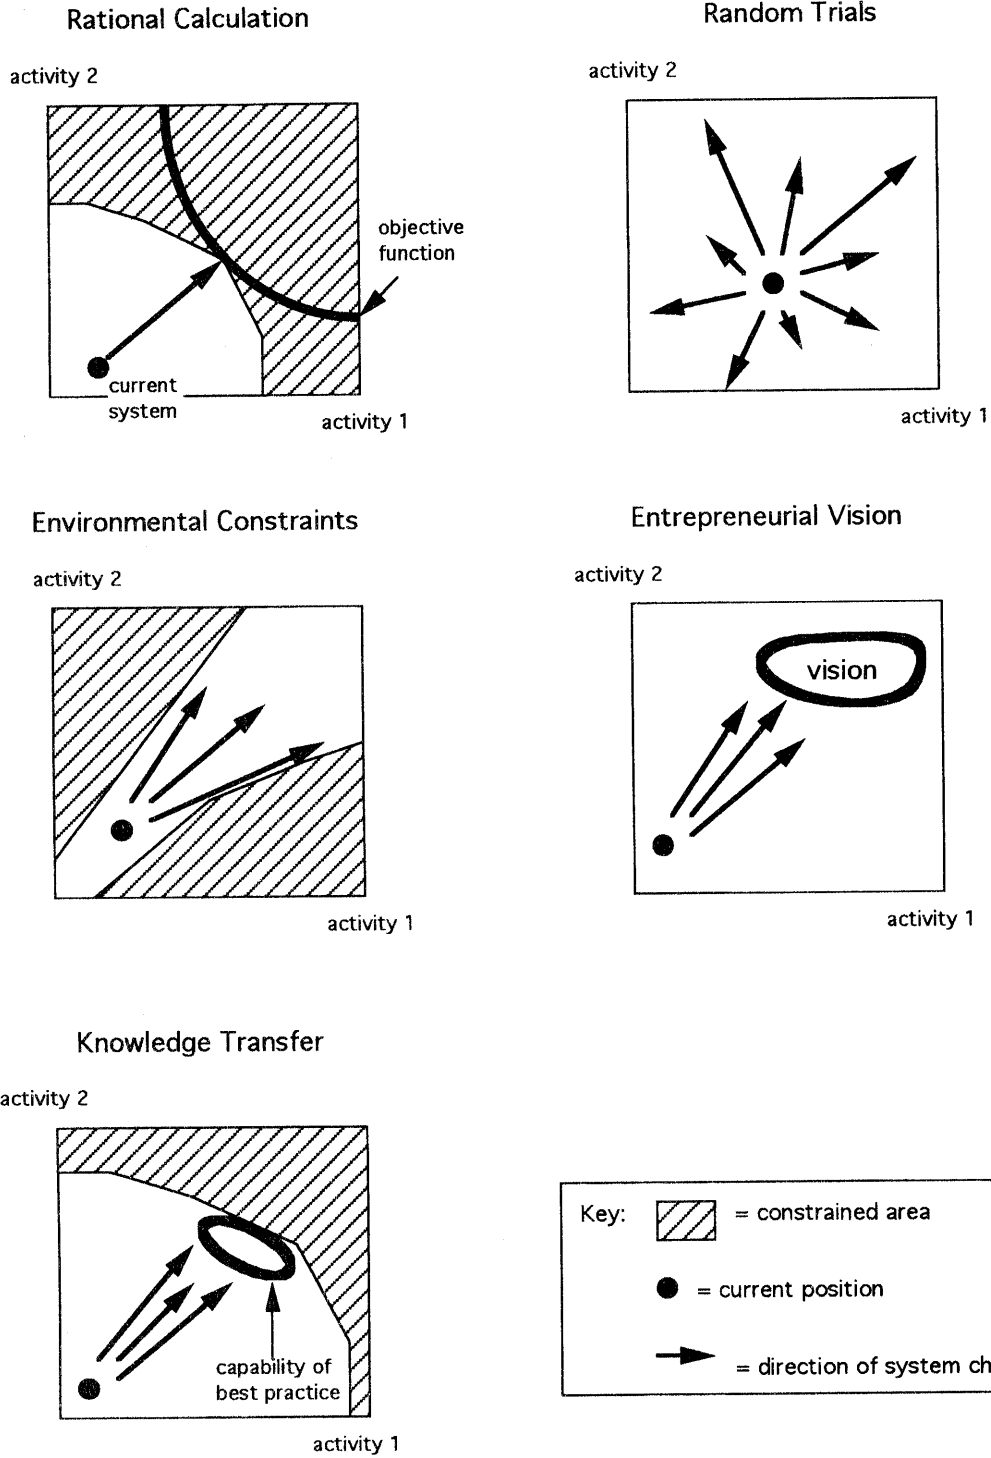 Rational Calculation
activity 2
objective
function
current
system
activity 1
Random Trials
activity 2
activity 1
Environmental Constraints
activity 2
activity 1
Entrepreneurial Vision
activity 2
vision
activity 1
Knowledge Transfer
activity 2
capability of
best practice
activity 1
Key:
= constrained area
= current position
= direction of system ch